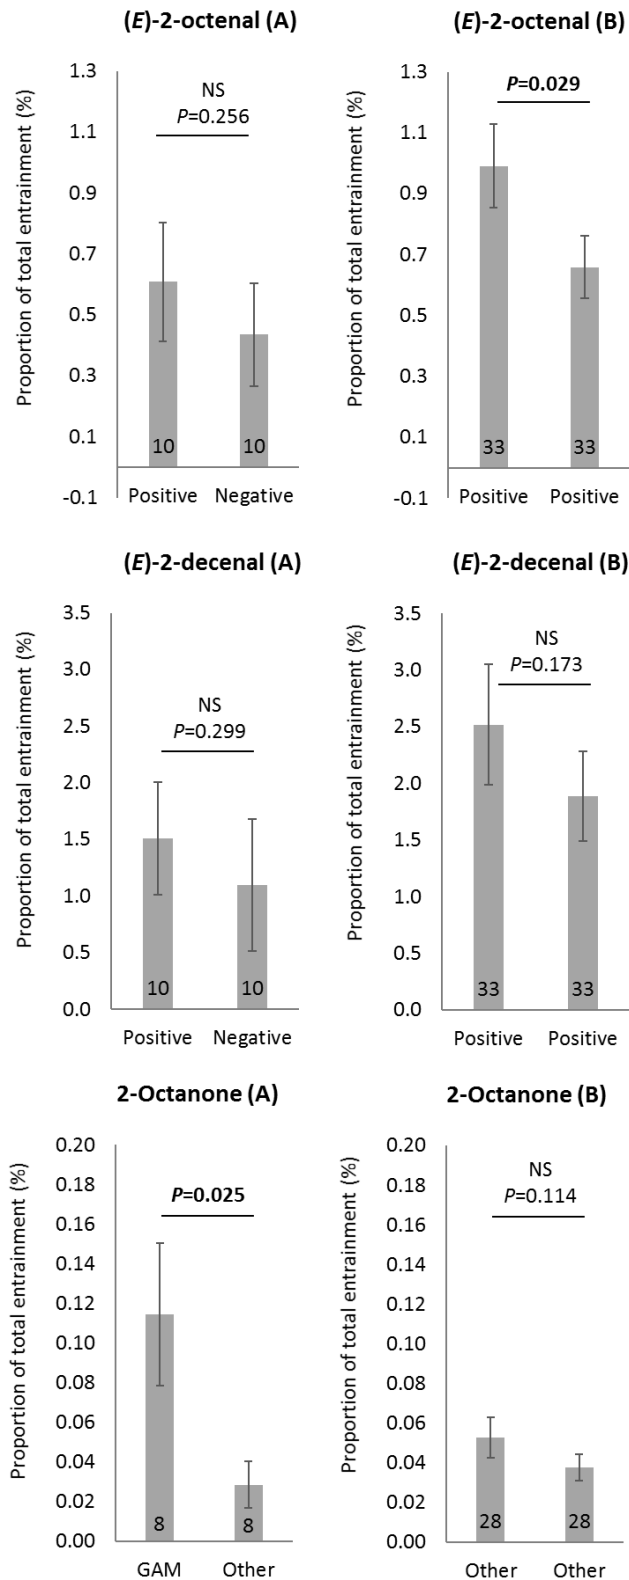 (E)-2-octenal (A)
Proportion of total entrainment (%)
1.3
1.1
0.9
0.7
0.5
0.3
0.1
-0.1
NS
P=0.256
10
10
Positive
Negative
(E)-2-octenal (B)
Proportion of total entrainment (%)
1.3
1.1
0.9
0.7
0.5
0.3
0.1
-0.1
P=0.029
33
33
Positive
Positive
(E)-2-decenal (A)
Proportion of total entrainment (%)
3.5
3.0
2.5
2.0
1.5
1.0
0.5
0.0
NS
P=0.299
10
10
Positive
Negative
(E)-2-decenal (B)
Proportion of total entrainment (%)
3.5
3.0
2.5
2.0
1.5
1.0
0.5
0.0
NS
P=0.173
33
33
Positive
Positive
2-Octanone (A)
Proportion of total entrainment (%)
0.20
0.18
0.16
0.14
0.12
0.10
0.08
0.06
0.04
0.02
0.00
P=0.025
8
8
GAM
Other
2-Octanone (B)
Proportion of total entrainment (%)
0.20
0.18
0.16
0.14
0.12
0.10
0.08
0.06
0.04
0.02
0.00
NS
P=0.114
28
28
Other
Other